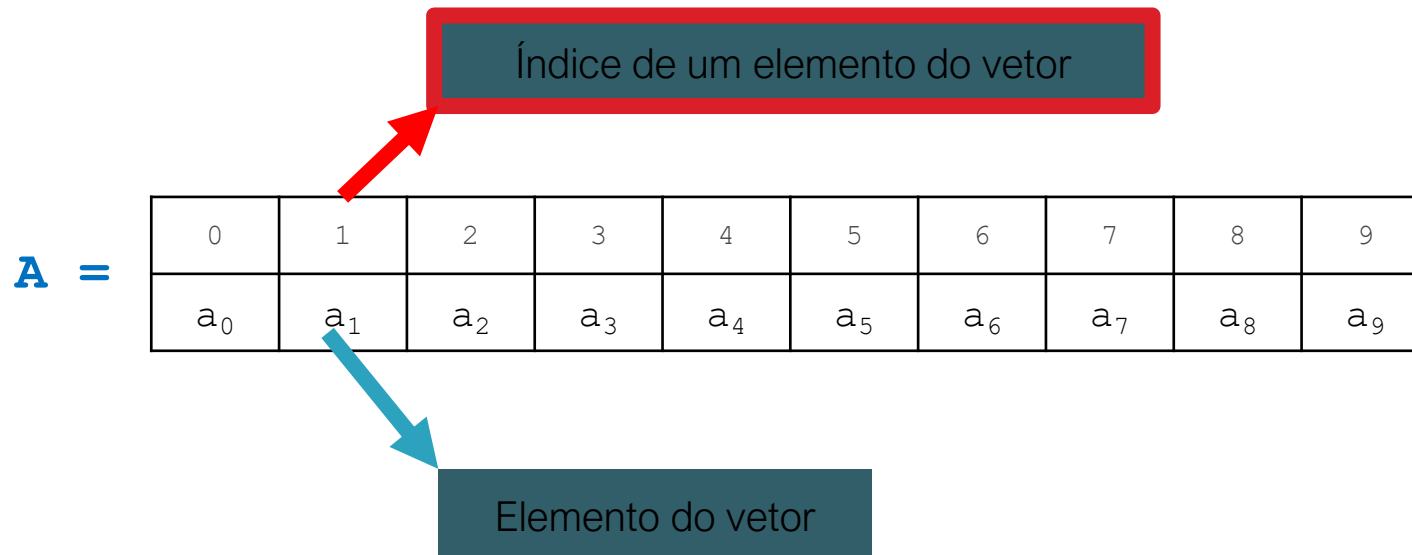 Índice de um elemento do vetor
A =
0 1 2 3 4 5 6 7 8 9
a₀ a₁ a₂ a₃ a₄ a₅ a₆ a₇ a₈ a₉
Elemento do vetor